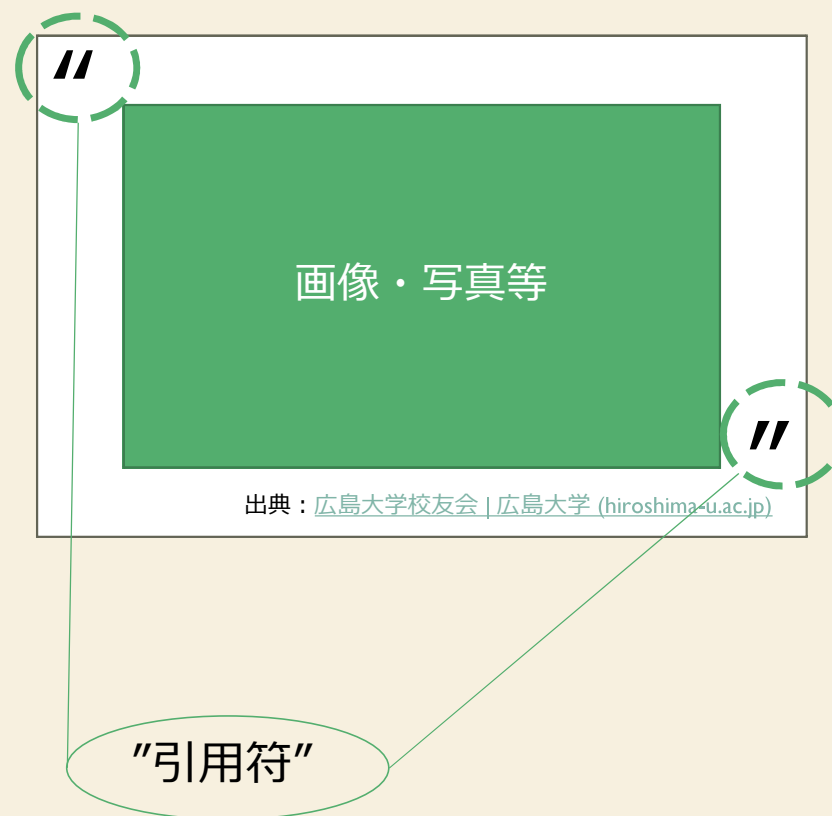 “
画像・写真等
”
出典：広島大学校友会 | 広島大学 (hiroshima-u.ac.jp)
”引用符”